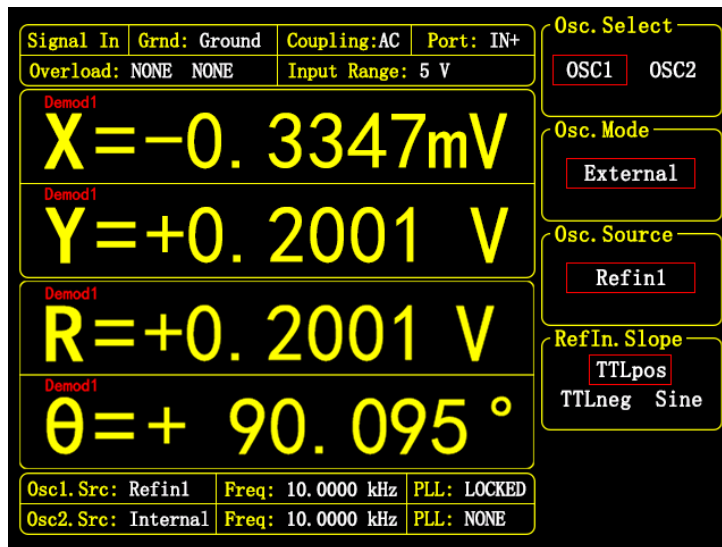 Signal In Grnd: Ground Coupling:AC Port: IN+
Overload: NONE NONE Input Range: 5 V
Demod1
X=-0.3347mV
Demod1
Y=+0.2001 V
Demod1
R=+0.2001 V
Demod1
θ=+ 90.095 °
Osc1.Src: Refin1 Freq: 10.0000 kHz PLL: LOCKED
Osc2.Src: Internal Freq: 10.0000 kHz PLL: NONE
Osc.Select
OSC1 OSC2
Osc.Mode
External
Osc.Source
Refin1
RefIn.Slope
TTLpos
TTLneg Sine